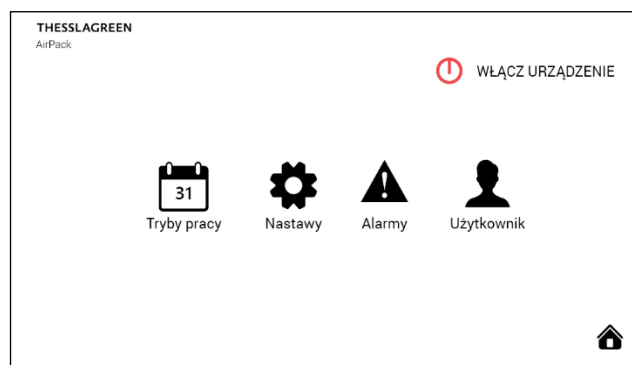 THESSLAGREEN
AirPack
WŁĄCZ URZĄDZENIE
31
Tryby pracy
Nastawy
Alarmy
Użytkownik